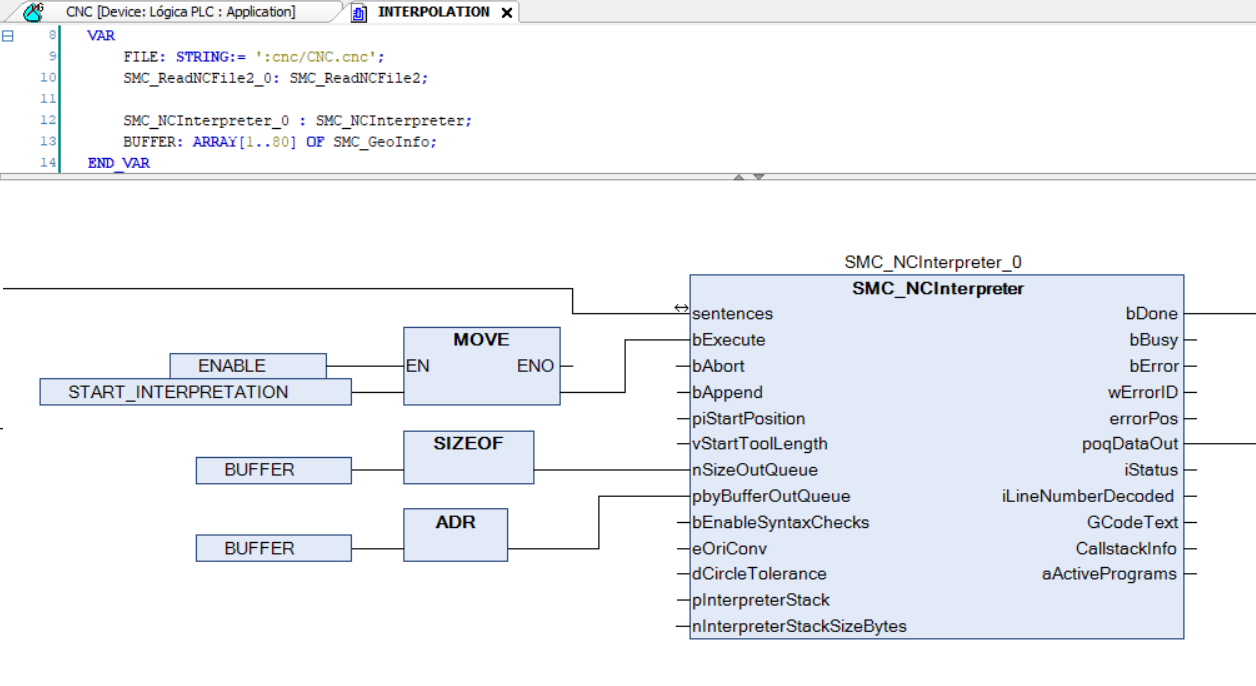 CNC [Device: Lógica PLC : Application]
INTERPOLATION
8 VAR
9 FILE: STRING:= ':cnc/CNC.cnc';
10 SMC_ReadNCFile2_0: SMC_ReadNCFile2;
11
12 SMC_NCInterpreter_0 : SMC_NCInterpreter;
13 BUFFER: ARRAY[1..80] OF SMC_GeoInfo;
14 END_VAR
SMC_NCInterpreter_0
SMC_NCInterpreter
sentences bDone
MOVE bExecute bBusy
ENABLE EN ENO bAbort bError
START_INTERPRETATION bAppend wErrorID
piStartPosition errorPos
SIZEOF vStartToolLength poqDataOut
BUFFER nSizeOutQueue iStatus
pbyBufferOutQueue iLineNumberDecoded
ADR bEnableSyntaxChecks GCodeText
BUFFER eOriConv CallstackInfo
dCircleTolerance aActivePrograms
pInterpreterStack
nInterpreterStackSizeBytes